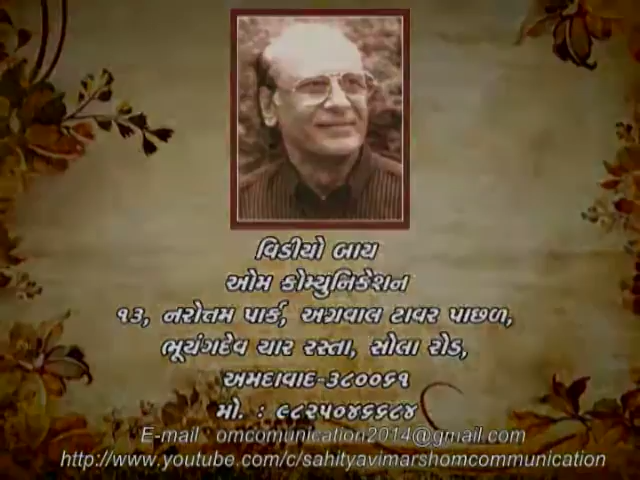 વિડીયો બાય
ઓમ કોમ્યુનિકેશન
૧૩, નરોત્તમ પાર્ક, અગ્રવાલ ટાવર પાછળ,
ભૂયંગદેવ ચાર રસ્તા, સોલા રોડ,
અમદાવાદ-૩૮૦૦૬૧
મો. : ૯૮૨૫૦૪૬૬૮૪
E-mail : omcomunication2014@gmail.com
http://www.youtube.com/c/sahityavimarshomcommunication